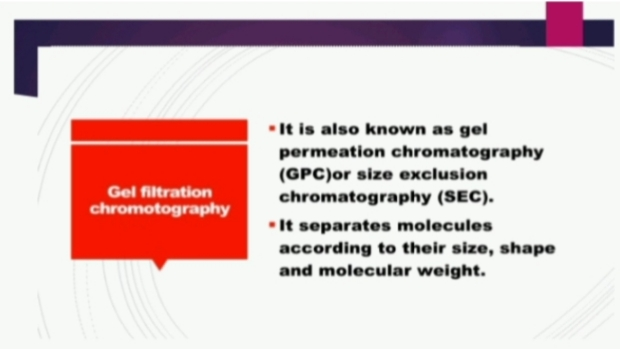 Gel filtration
chromotography
It is also known as gel
permeation chromatography
(GPC)or size exclusion
chromatography (SEC).
It separates molecules
according to their size, shape
and molecular weight.